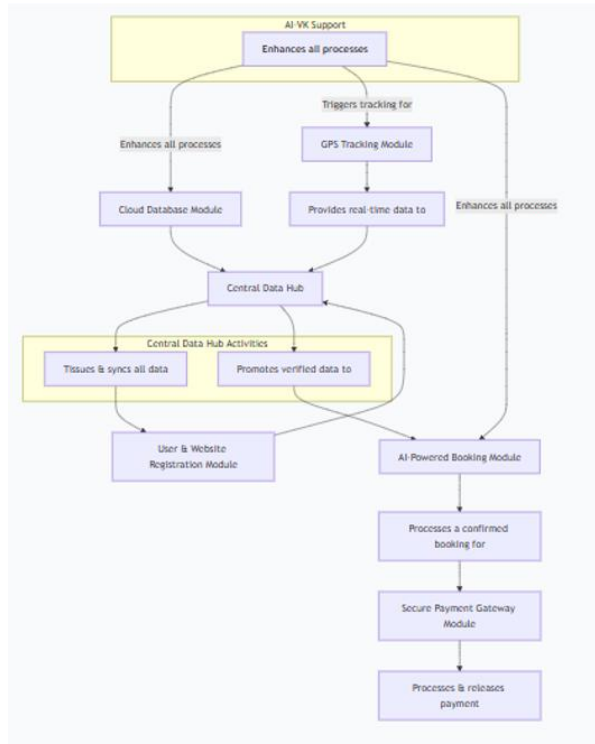 AI-VK Support
Enhances all processes
Triggers tracking for
Enhances all processes
GPS Tracking Module
Cloud Database Module
Provides real-time data to
Enhances all processes
Central Data Hub
Central Data Hub Activities
Tissues & syncs all data
Promotes verified data to
User & Website
Registration Module
AI-Powered Booking Module
Processes a confirmed
booking for
Secure Payment Gateway
Module
Processes & releases
payment